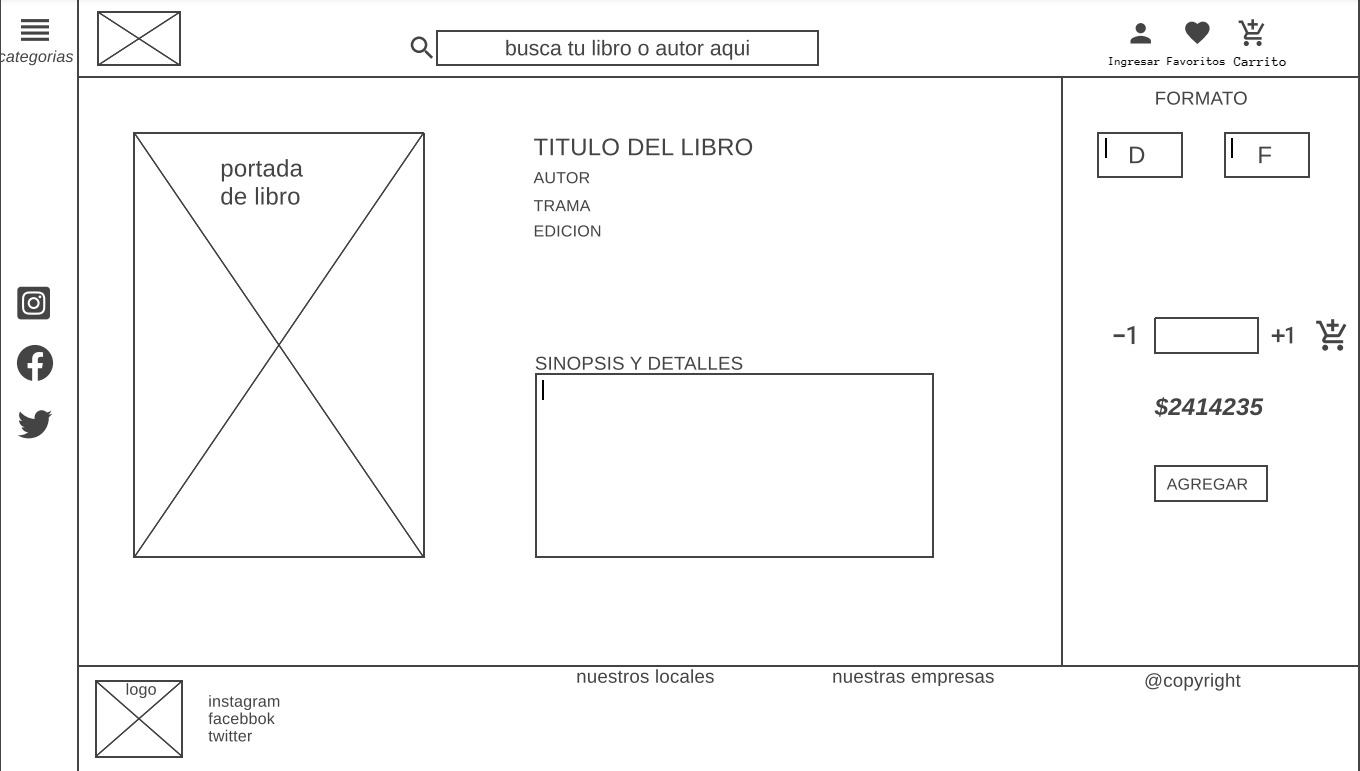 categorias
busca tu libro o autor aqui
Ingresar Favoritos Carrito
FORMATO
D F
portada
de libro
TITULO DEL LIBRO
AUTOR
TRAMA
EDICION
SINOPSIS Y DETALLES
−1 +1
$2414235
AGREGAR
nuestros locales nuestras empresas @copyright
logo
instagram
facebbok
twitter